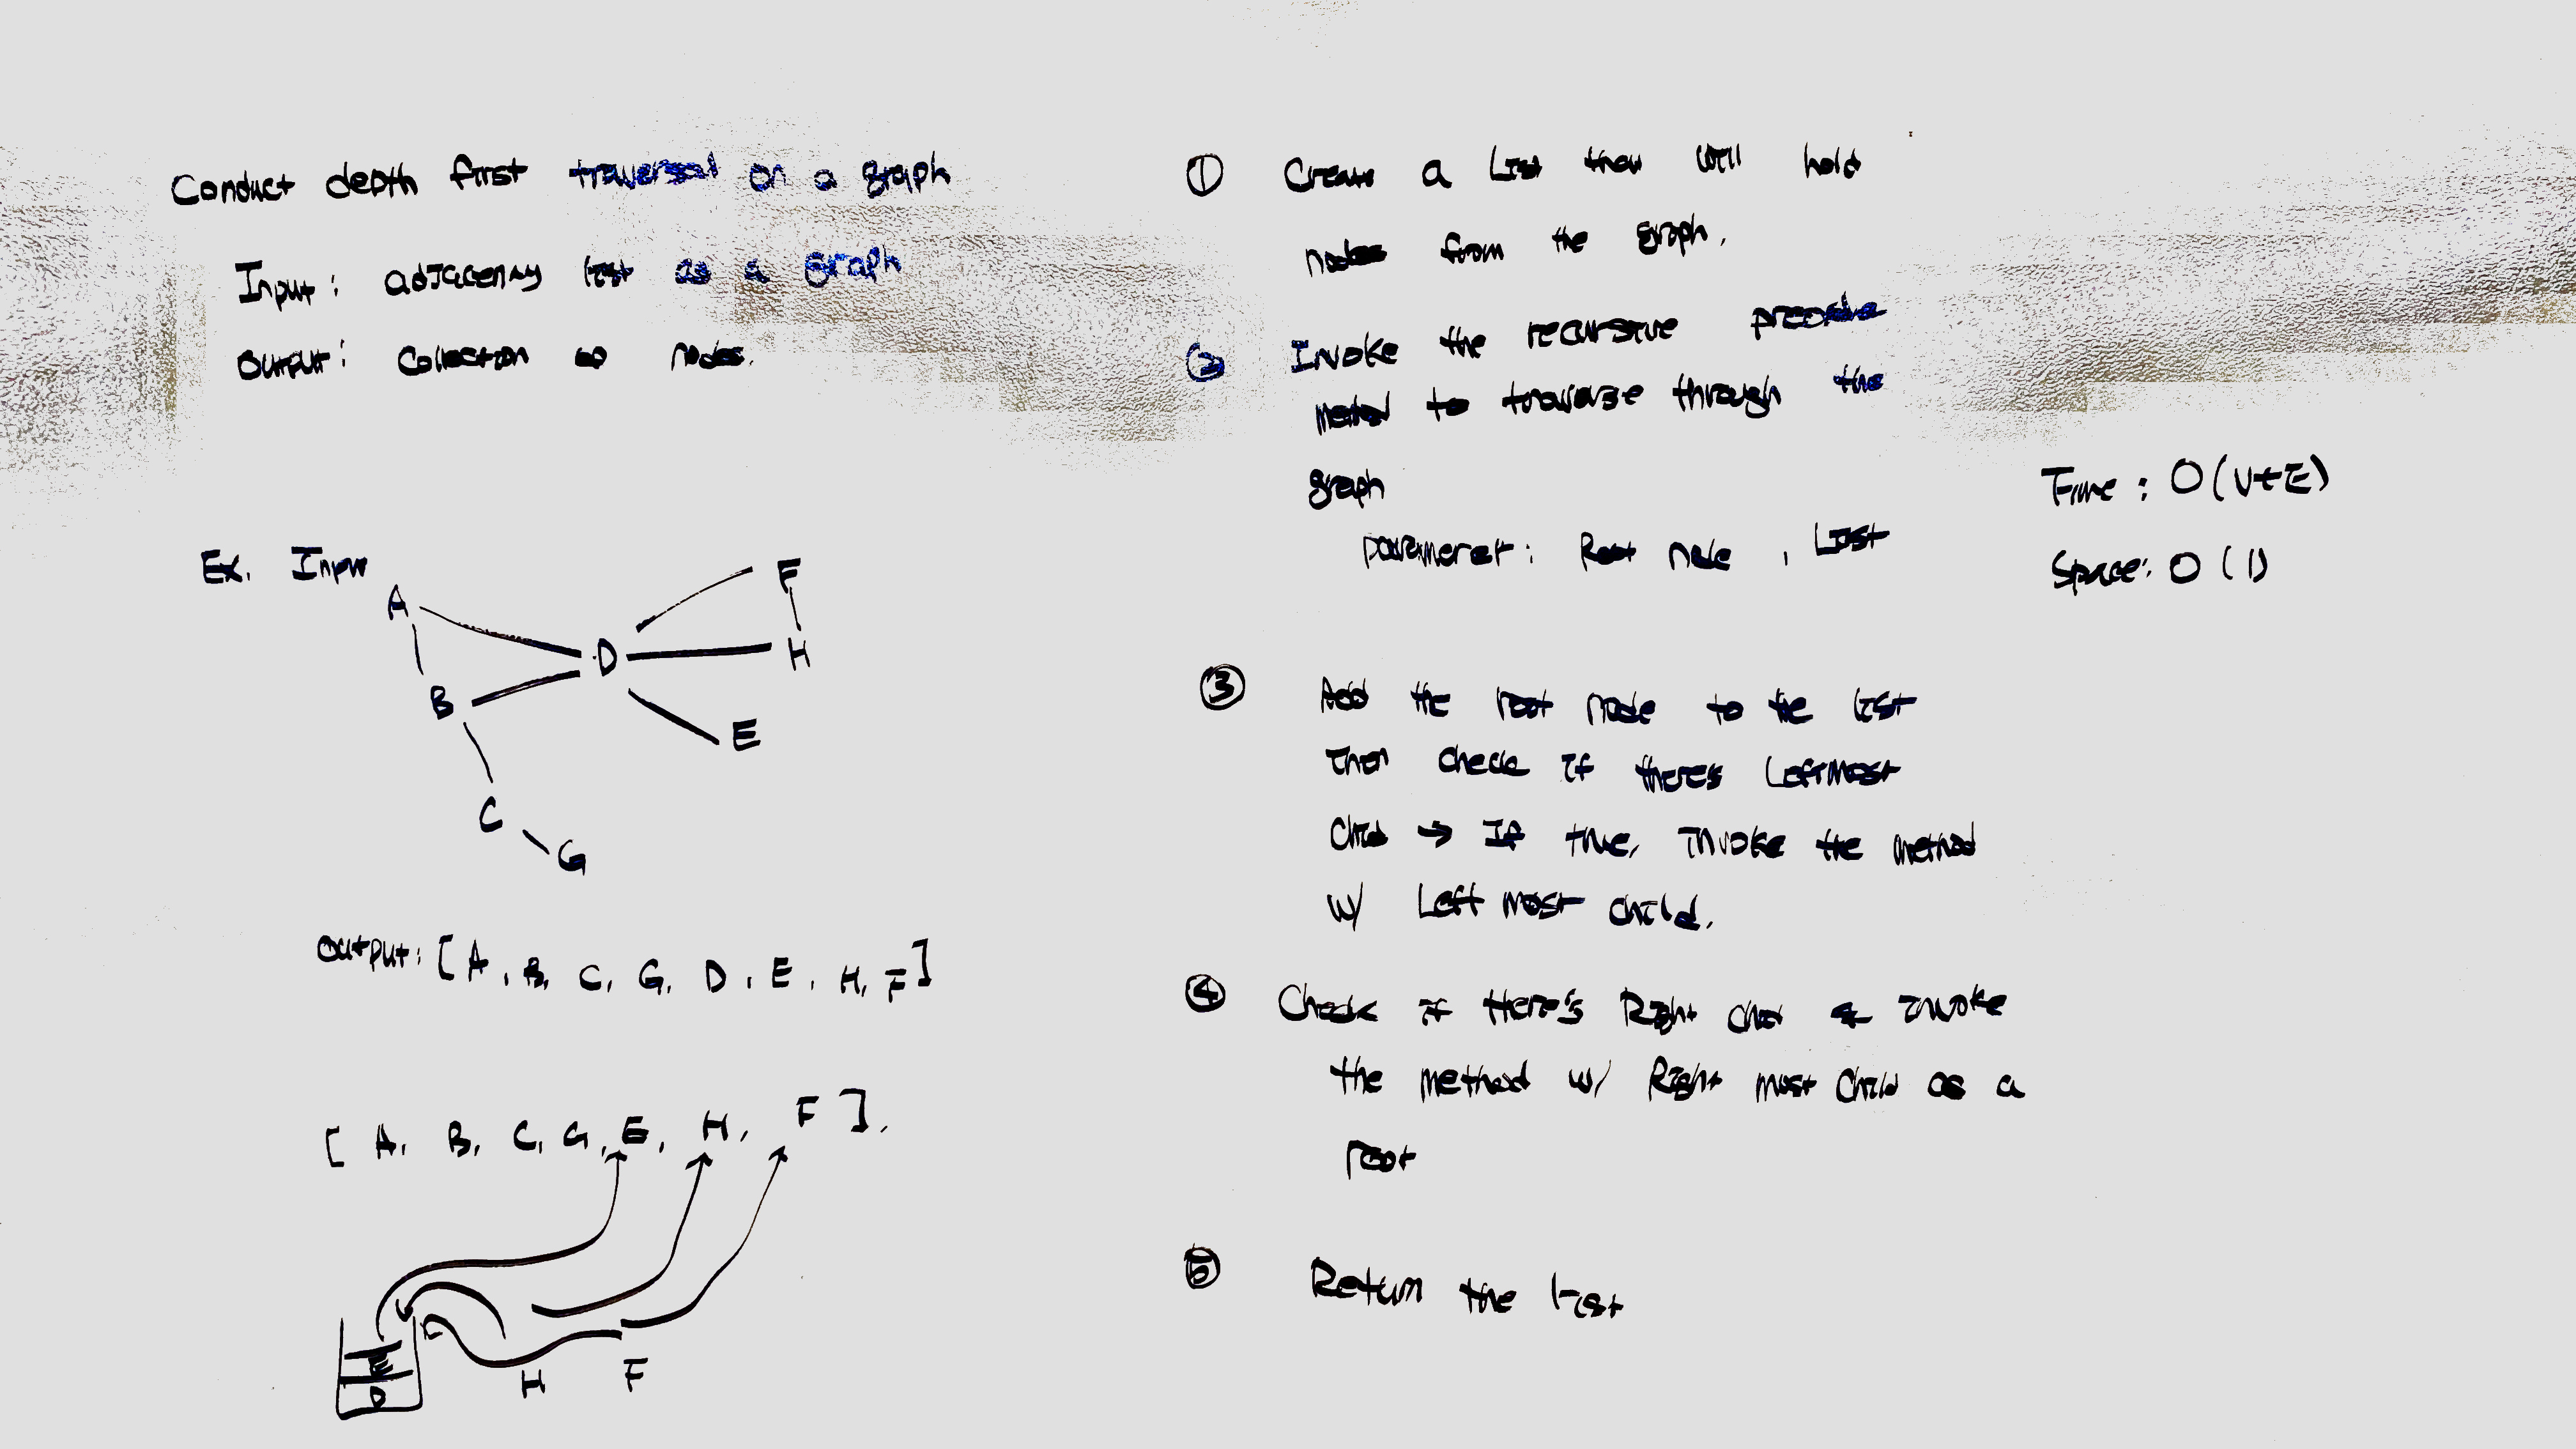 Conduct depth first traversal on a graph
Input: adjacency list as a graph
Output: Collection of nodes.
Ex. Input
A
B
C
G
D
F
H
E
Output: [ A, B, C, G, D, E, H, F ]
[ A, B, C, G, E, H, F ].
E
D
H F
① Create a List that will hold
nodes from the graph.
② Invoke the recursive preorder
method to traverse through the
graph
parameter: Root node, List
③ Add the root node to the list
Then check if there's Leftmost
Child → If true, invoke the method
w/ Left most child.
④ Check if there's Right child & invoke
the method w/ Right most child as a
root
⑤ Return the list
Time: O(V+E)
Space: O(1)